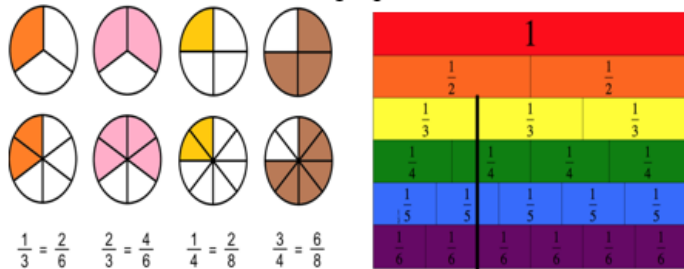 1/3 = 2/6 2/3 = 4/6 1/4 = 2/8 3/4 = 6/8
1
1/2 1/2
1/3 1/3 1/3
1/4 1/4 1/4 1/4
1/5 1/5 1/5 1/5 1/5
1/6 1/6 1/6 1/6 1/6 1/6